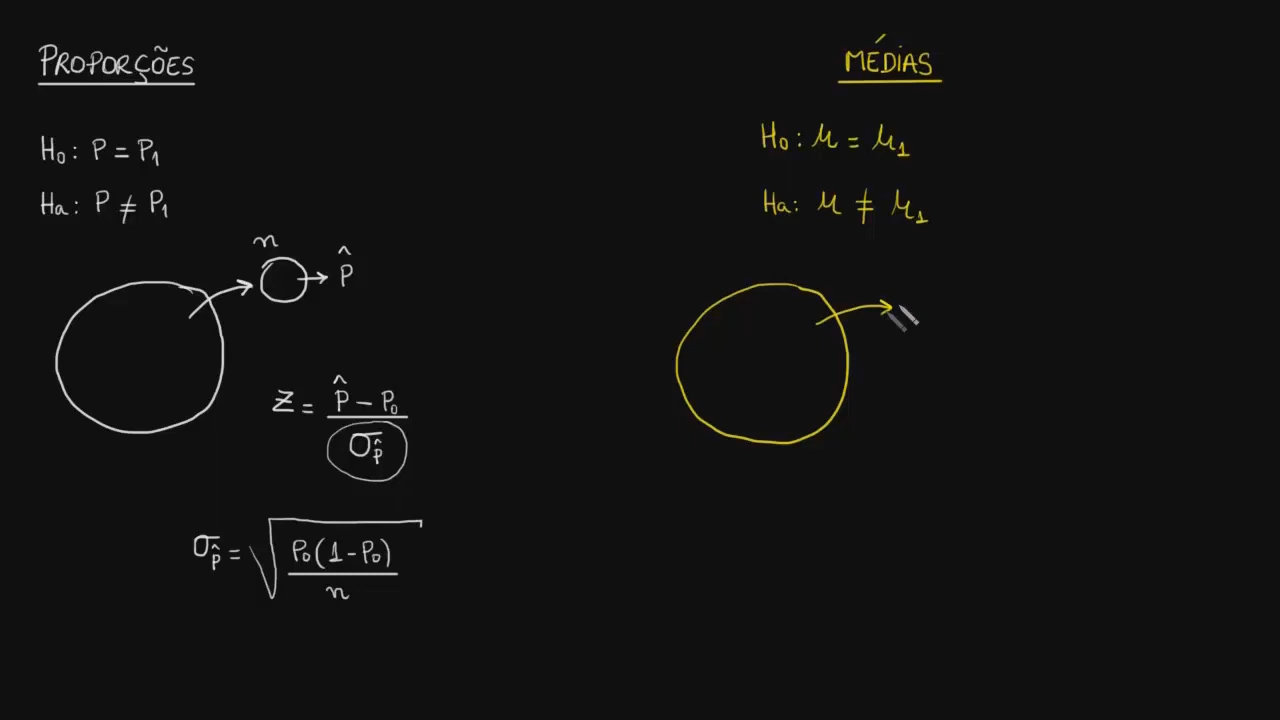 PROPORÇÕES
H₀: P = P₁
Ha: P ≠ P₁
n
p̂
Z = p̂ - P₀
σp̂
σp̂ = √ P₀(1-P₀)
n
MÉDIAS
H₀: μ = μ₁
Ha: μ ≠ μ₁